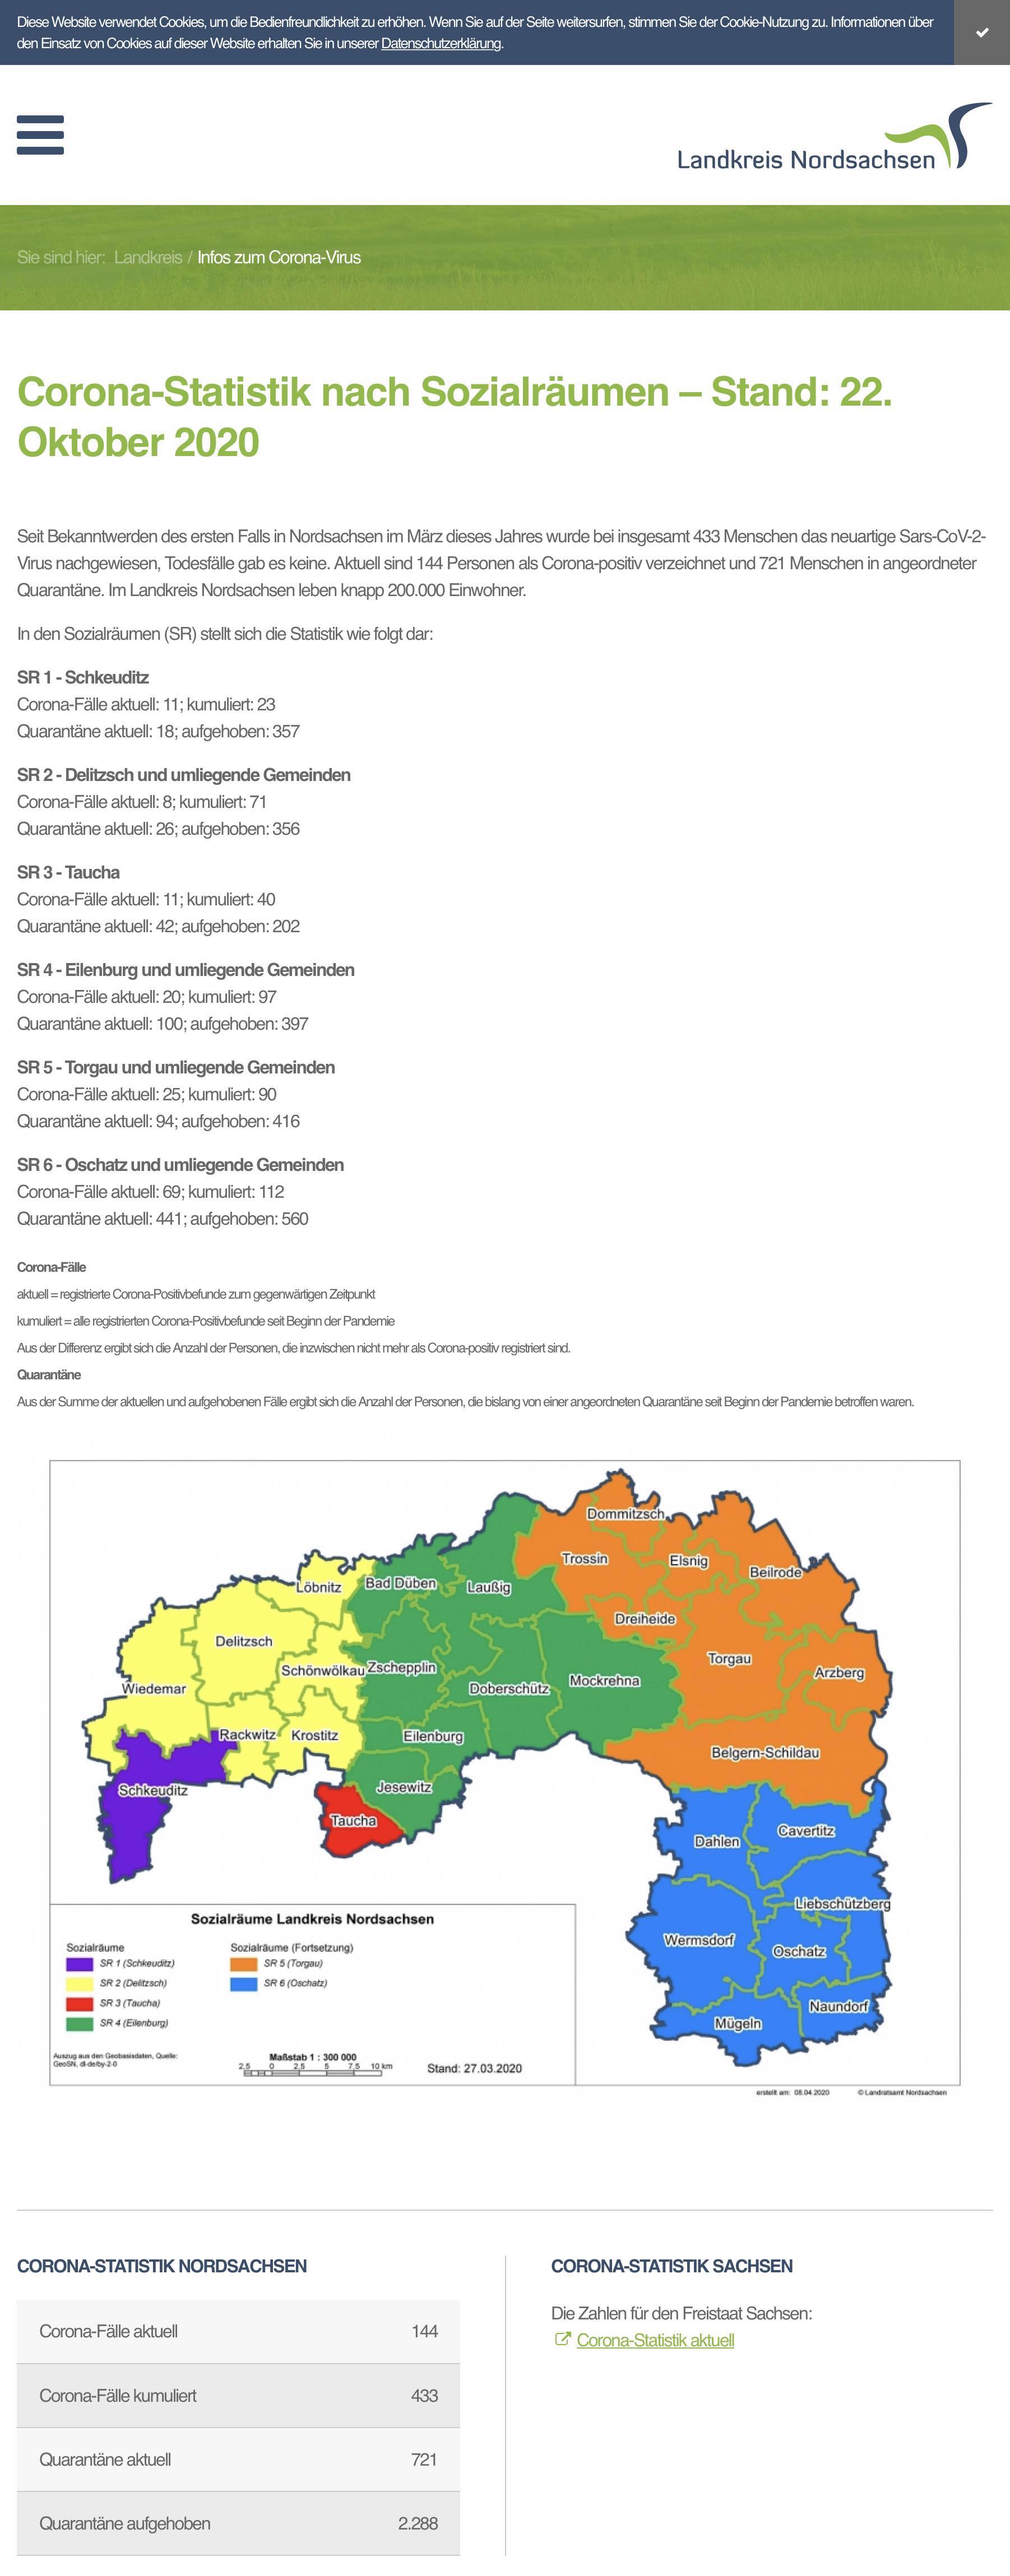 Diese Website verwendet Cookies, um die Bedienfreundlichkeit zu erhöhen. Wenn Sie auf der Seite weitersurfen, stimmen Sie der Cookie-Nutzung zu. Informationen über
den Einsatz von Cookies auf dieser Website erhalten Sie in unserer Datenschutzerklärung.
Landkreis Nordsachsen
Sie sind hier: Landkreis / Infos zum Corona-Virus
Corona-Statistik nach Sozialräumen – Stand: 22.
Oktober 2020
Seit Bekanntwerden des ersten Falls in Nordsachsen im März dieses Jahres wurde bei insgesamt 433 Menschen das neuartige Sars-CoV-2-
Virus nachgewiesen, Todesfälle gab es keine. Aktuell sind 144 Personen als Corona-positiv verzeichnet und 721 Menschen in angeordneter
Quarantäne. Im Landkreis Nordsachsen leben knapp 200.000 Einwohner.
In den Sozialräumen (SR) stellt sich die Statistik wie folgt dar:
SR 1 - Schkeuditz
Corona-Fälle aktuell: 11; kumuliert: 23
Quarantäne aktuell: 18; aufgehoben: 357
SR 2 - Delitzsch und umliegende Gemeinden
Corona-Fälle aktuell: 8; kumuliert: 71
Quarantäne aktuell: 26; aufgehoben: 356
SR 3 - Taucha
Corona-Fälle aktuell: 11; kumuliert: 40
Quarantäne aktuell: 42; aufgehoben: 202
SR 4 - Eilenburg und umliegende Gemeinden
Corona-Fälle aktuell: 20; kumuliert: 97
Quarantäne aktuell: 100; aufgehoben: 397
SR 5 - Torgau und umliegende Gemeinden
Corona-Fälle aktuell: 25; kumuliert: 90
Quarantäne aktuell: 94; aufgehoben: 416
SR 6 - Oschatz und umliegende Gemeinden
Corona-Fälle aktuell: 69; kumuliert: 112
Quarantäne aktuell: 441; aufgehoben: 560
Corona-Fälle
aktuell = registrierte Corona-Positivbefunde zum gegenwärtigen Zeitpunkt
kumuliert = alle registrierten Corona-Positivbefunde seit Beginn der Pandemie
Aus der Differenz ergibt sich die Anzahl der Personen, die inzwischen nicht mehr als Corona-positiv registriert sind.
Quarantäne
Aus der Summe der aktuellen und aufgehobenen Fälle ergibt sich die Anzahl der Personen, die bislang von einer angeordneten Quarantäne seit Beginn der Pandemie betroffen waren.
Dommitzsch
Trossin
Elsnig
Beilrode
Löbnitz
Bad Düben
Laußig
Dreiheide
Delitzsch
Torgau
Schönwölkau
Zschepplin
Arzberg
Wiedemar
Doberschütz
Mockrehna
Rackwitz
Krostitz
Eilenburg
Belgern-Schildau
Schkeuditz
Jesewitz
Taucha
Dahlen
Cavertitz
Liebschützberg
Wermsdorf
Oschatz
Naundorf
Mügeln
Sozialräume Landkreis Nordsachsen
Sozialräume
SR 1 (Schkeuditz)
SR 2 (Delitzsch)
SR 3 (Taucha)
SR 4 (Eilenburg)
Sozialräume (Fortsetzung)
SR 5 (Torgau)
SR 6 (Oschatz)
Auszug aus den Geobasisdaten, Quelle:
GeoSN, dl-de/by-2-0
Maßstab 1 : 300 000
2,5 0 2,5 5 7,5 10 km
Stand: 27.03.2020
erstellt am: 08.04.2020 © Landratsamt Nordsachsen
CORONA-STATISTIK NORDSACHSEN
Corona-Fälle aktuell 144
Corona-Fälle kumuliert 433
Quarantäne aktuell 721
Quarantäne aufgehoben 2.288
CORONA-STATISTIK SACHSEN
Die Zahlen für den Freistaat Sachsen:
Corona-Statistik aktuell